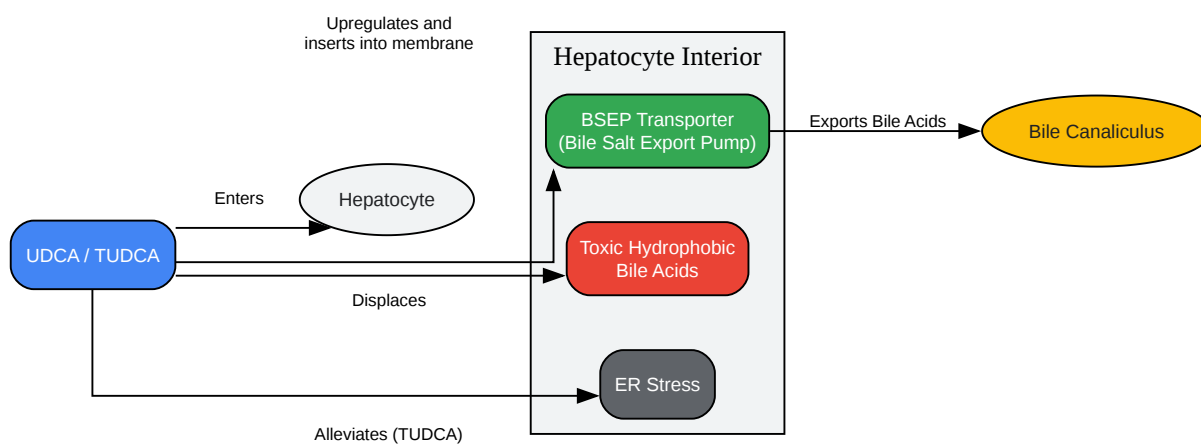 Upregulates and
inserts into membrane
Hepatocyte Interior
BSEP Transporter
(Bile Salt Export Pump)
Exports Bile Acids
Bile Canaliculus
Enters
Hepatocyte
UDCA / TUDCA
Toxic Hydrophobic
Bile Acids
Displaces
ER Stress
Alleviates (TUDCA)